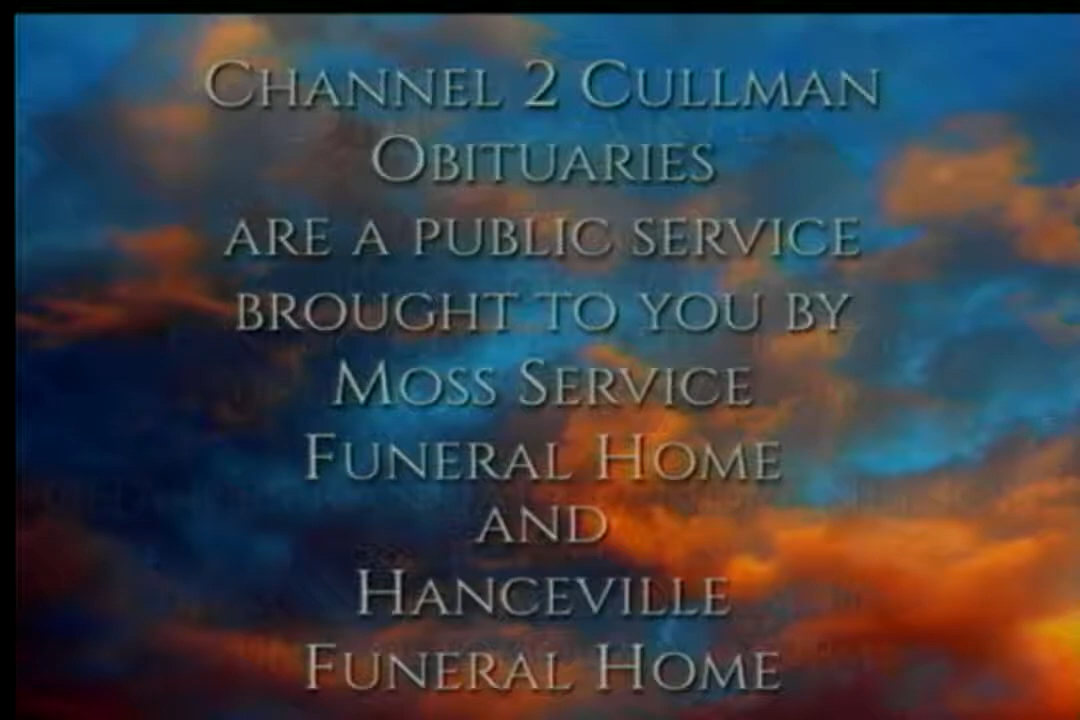 Channel 2 Cullman
Obituaries
are a public service
brought to you by
Moss Service
Funeral Home
and
Hanceville
Funeral Home